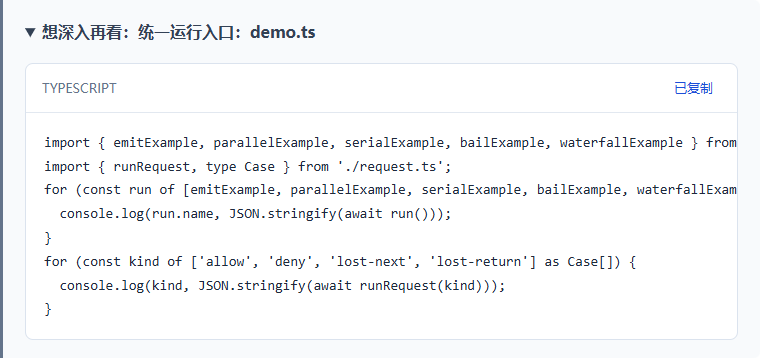 ▼ 想深入再看：统一运行入口：demo.ts
TYPESCRIPT
已复制
import { emitExample, parallelExample, serialExample, bailExample, waterfallExample } from
import { runRequest, type Case } from './request.ts';
for (const run of [emitExample, parallelExample, serialExample, bailExample, waterfallExam
  console.log(run.name, JSON.stringify(await run()));
}
for (const kind of ['allow', 'deny', 'lost-next', 'lost-return'] as Case[]) {
  console.log(kind, JSON.stringify(await runRequest(kind)));
}